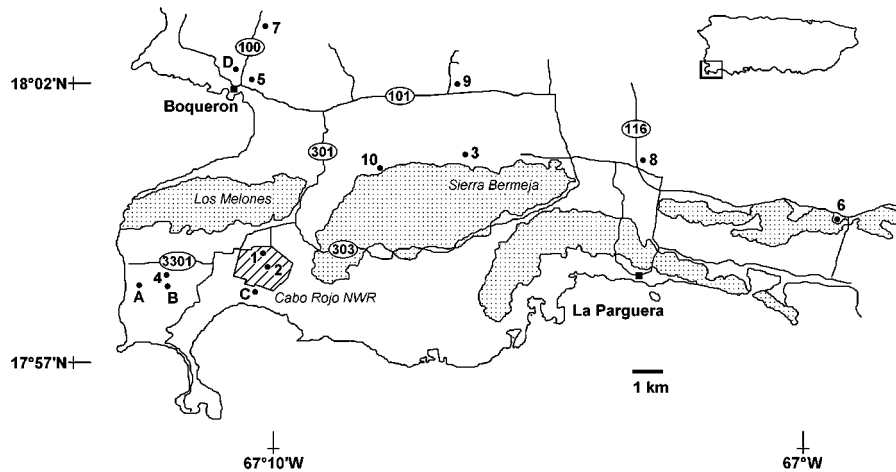 7
100
D
5
18°02'N
9
101
Boqueron
116
301
3
8
10
Los Melones
Sierra Bermeja
6
3301
1
303
2
4
A
B
C
Cabo Rojo NWR
La Parguera
17°57'N
1 km
67°10'W
67°W